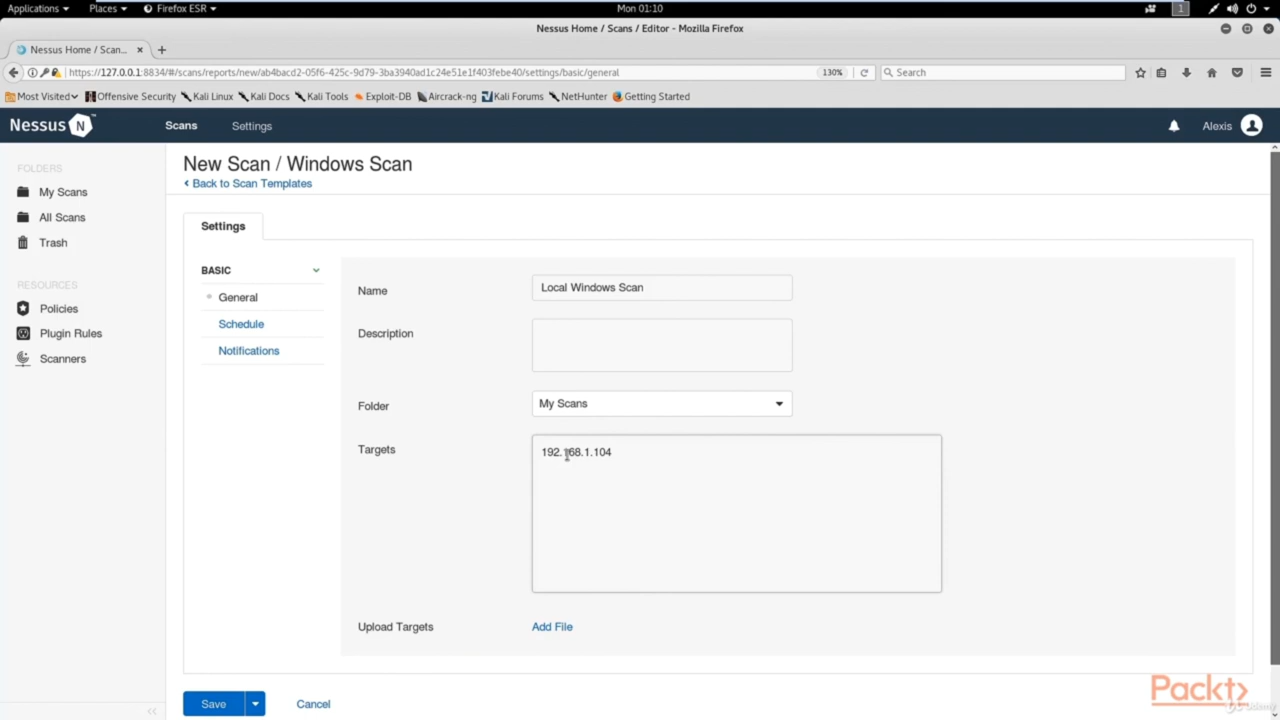 Applications Places Firefox ESR Mon 01:10 1
Nessus Home / Scans / Editor - Mozilla Firefox
Nessus Home / Scan...
https://127.0.0.1:8834/#/scans/reports/new/ab4bacd2-05f6-425c-9d79-3ba3940ad1c24e51e1f403febe40/settings/basic/general 130% Search
Most Visited Offensive Security Kali Linux Kali Docs Kali Tools Exploit-DB Aircrack-ng Kali Forums NetHunter Getting Started
Nessus N ™ Scans Settings Alexis
FOLDERS
My Scans
All Scans
Trash
RESOURCES
Policies
Plugin Rules
Scanners
New Scan / Windows Scan
Back to Scan Templates
Settings
BASIC
General
Schedule
Notifications
Name Local Windows Scan
Description
Folder My Scans
Targets 192.168.1.104
Upload Targets Add File
Save Cancel
Packt
Udemy